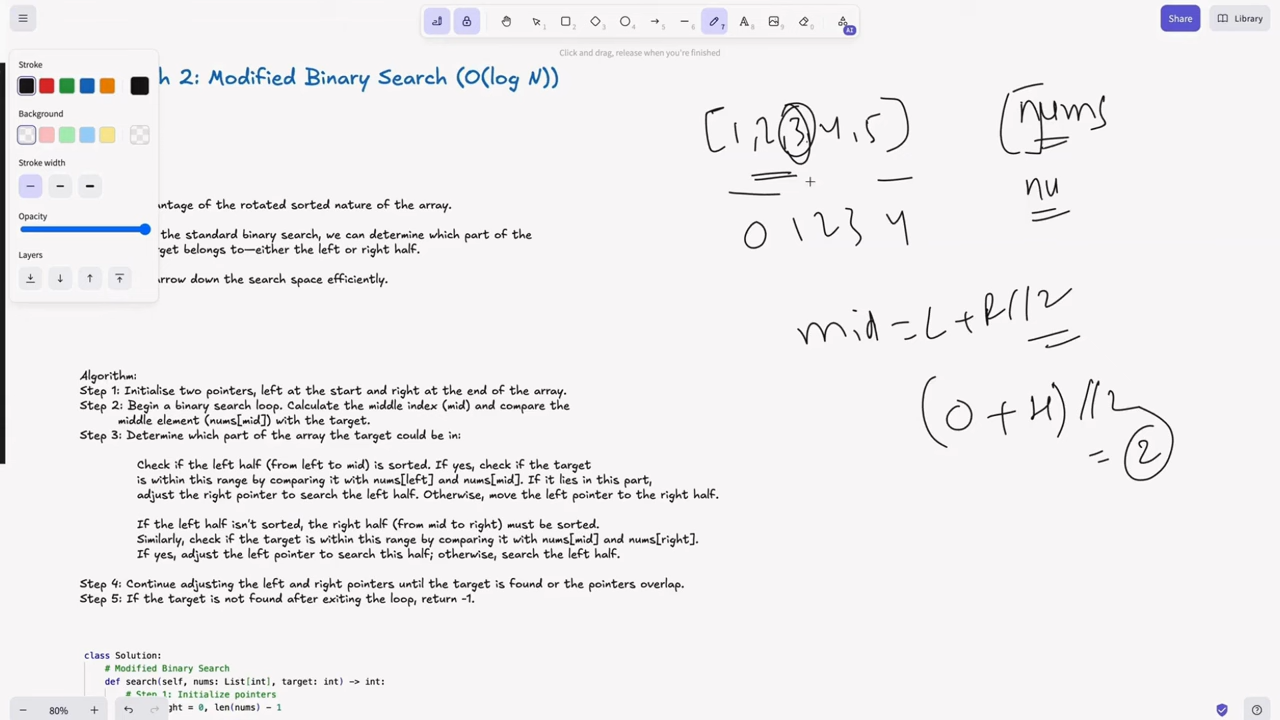 Share
Library
Click and drag, release when you're finished
Stroke
Background
Stroke width
Opacity
Layers
h 2: Modified Binary Search (O(log N))
antage of the rotated sorted nature of the array.
the standard binary search, we can determine which part of the
get belongs to—either the left or right half.
arrow down the search space efficiently.
[1,2,3,4,5]
0 1 2 3 4
[nums
nu
mid = L + R//2
(0 + 4) //2
= 2
Algorithm:
Step 1: Initialise two pointers, left at the start and right at the end of the array.
Step 2: Begin a binary search loop. Calculate the middle index (mid) and compare the
middle element (nums[mid]) with the target.
Step 3: Determine which part of the array the target could be in:
Check if the left half (from left to mid) is sorted. If yes, check if the target
is within this range by comparing it with nums[left] and nums[mid]. If it lies in this part,
adjust the right pointer to search the left half. Otherwise, move the left pointer to the right half.
If the left half isn't sorted, the right half (from mid to right) must be sorted.
Similarly, check if the target is within this range by comparing it with nums[mid] and nums[right].
If yes, adjust the left pointer to search this half; otherwise, search the left half.
Step 4: Continue adjusting the left and right pointers until the target is found or the pointers overlap.
Step 5: If the target is not found after exiting the loop, return -1.
class Solution:
# Modified Binary Search
def search(self, nums: List[int], target: int) -> int:
# Step 1: Initialize pointers
ght = 0, len(nums) - 1
80%